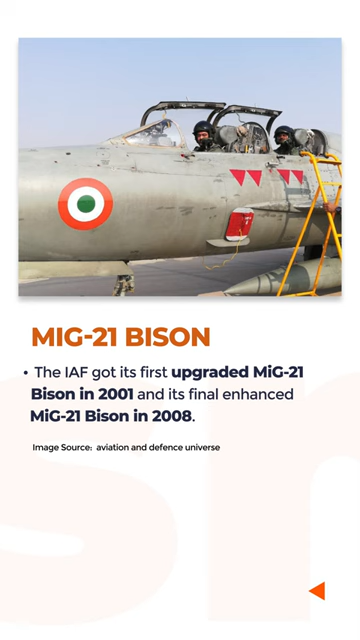 MIG-21 BISON
• The IAF got its first upgraded MiG-21
Bison in 2001 and its final enhanced
MiG-21 Bison in 2008.
Image Source: aviation and defence universe